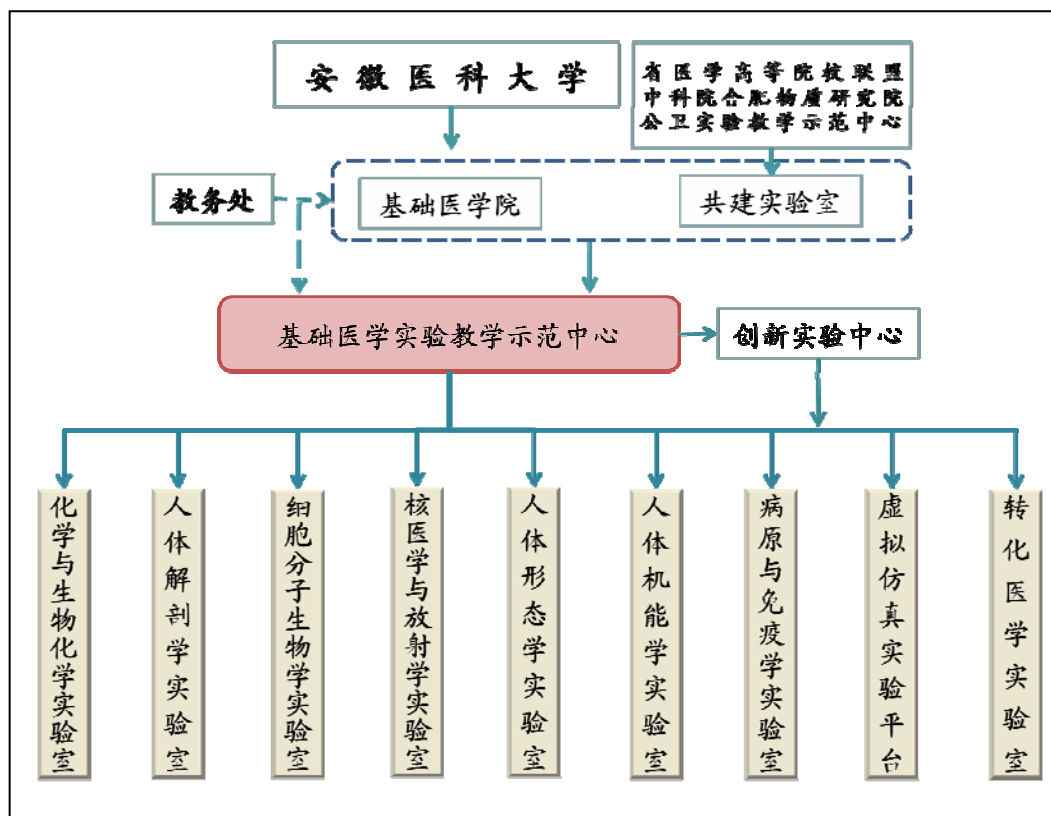 安徽医科大学
省医学高等院校联盟
中科院合肥物质研究院
公卫实验教学示范中心
教务处
基础医学院
共建实验室
基础医学实验教学示范中心
创新实验中心
化学与生物化学实验室
人体解剖学实验室
细胞分子生物学实验室
核医学与放射学实验室
人体形态学实验室
人体机能学实验室
病原与免疫学实验室
虚拟仿真实验平台
转化医学实验室